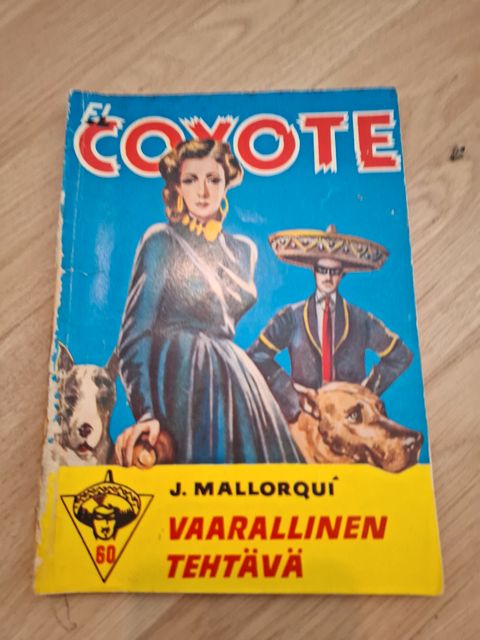 EL
COYOTE
J. MALLORQUÍ
VAARALLINEN
TEHTÄVÄ
60